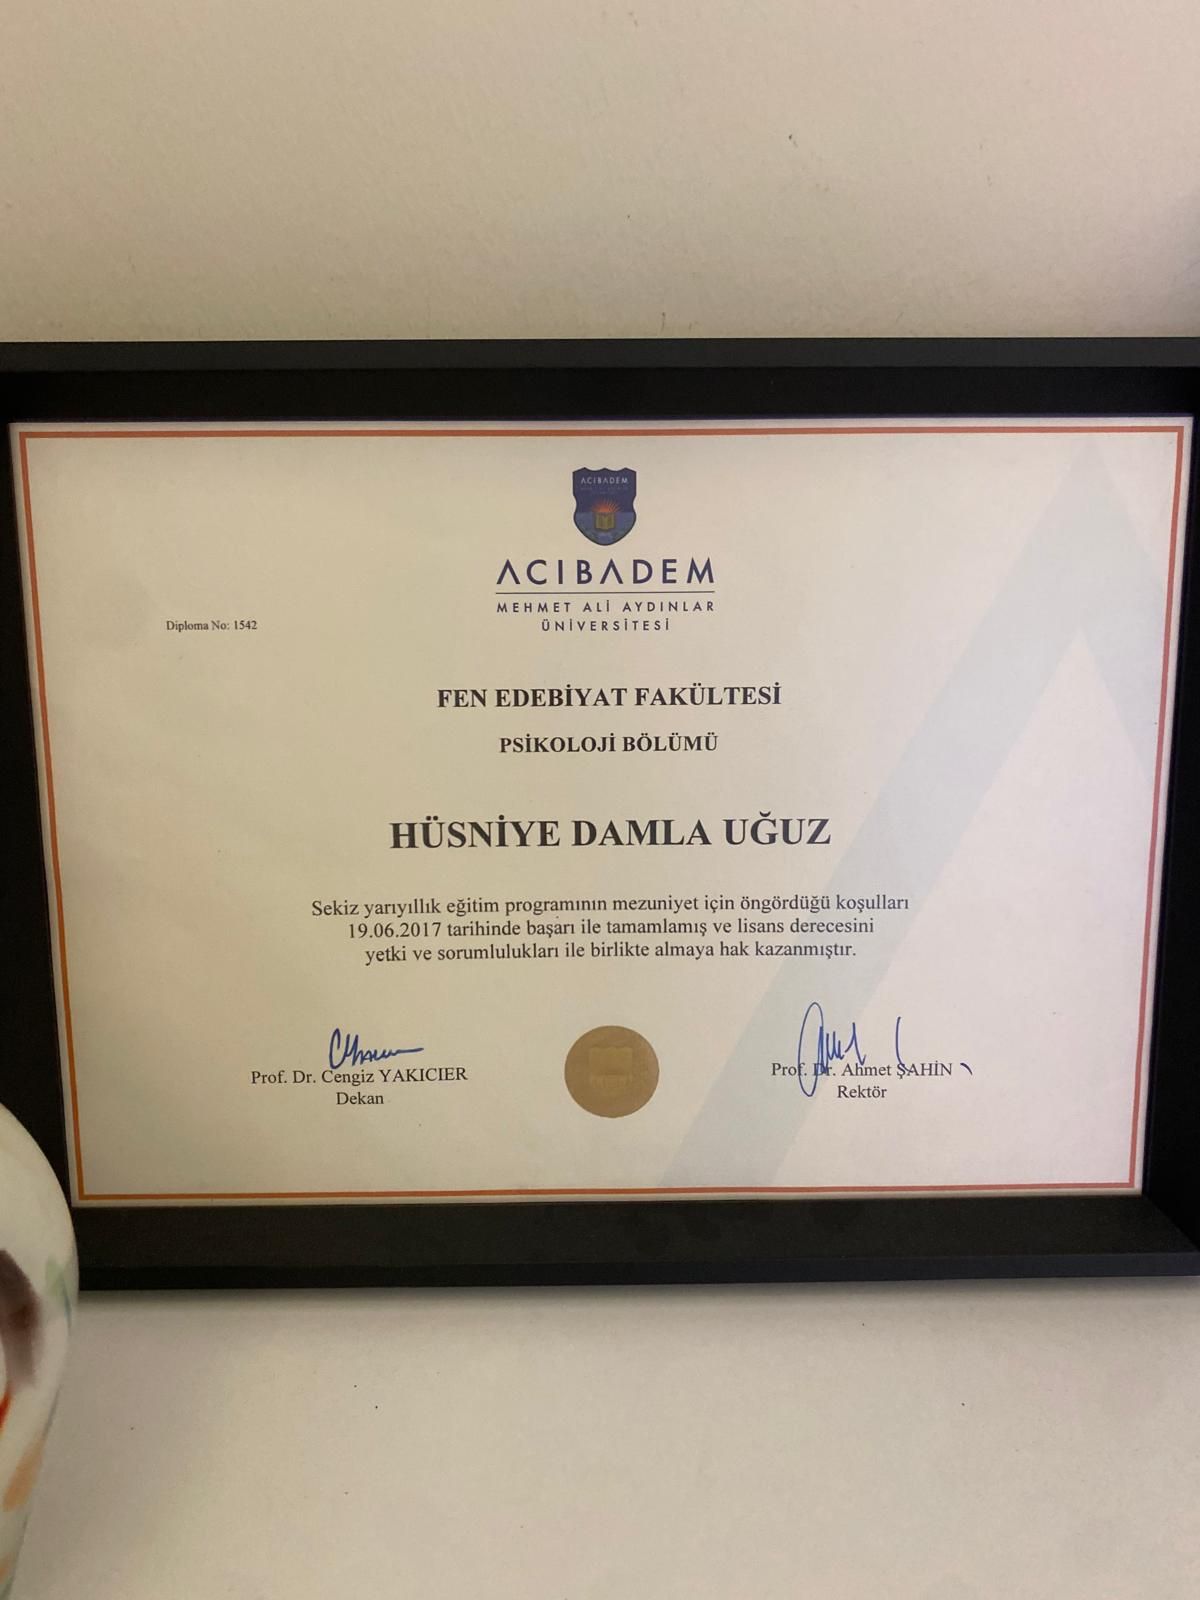 ACIBADEM
ACIBADEM
MEHMET ALİ AYDINLAR
ÜNİVERSİTESİ
Diploma No: 1542
FEN EDEBİYAT FAKÜLTESİ
PSİKOLOJİ BÖLÜMÜ
HÜSNİYE DAMLA UĞUZ
Sekiz yarıyıllık eğitim programının mezuniyet için öngördüğü koşulları
19.06.2017 tarihinde başarı ile tamamlamış ve lisans derecesini
yetki ve sorumlulukları ile birlikte almaya hak kazanmıştır.
Prof. Dr. Cengiz YAKICIER
Dekan
Prof. Dr. Ahmet ŞAHİN
Rektör